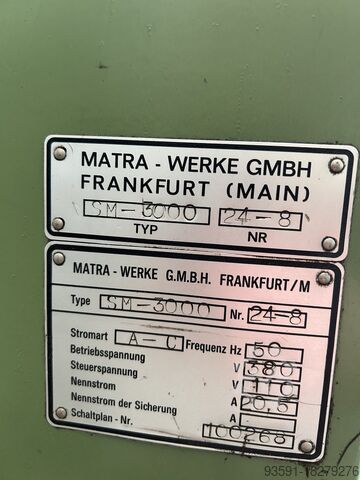 MATRA - WERKE GMBH
FRANKFURT (MAIN)
SM-3000 24-8
TYP NR
MATRA - WERKE G.M.B.H. FRANKFURT/M
Type SM-3000 Nr. 24-8
Stromart A-C Frequenz Hz 50
Betriebsspannung V 380
Steuerspannung V 110
Nennstrom A 20,5
Nennstrom der Sicherung A
Schaltplan - Nr. 100268
93591-18279276